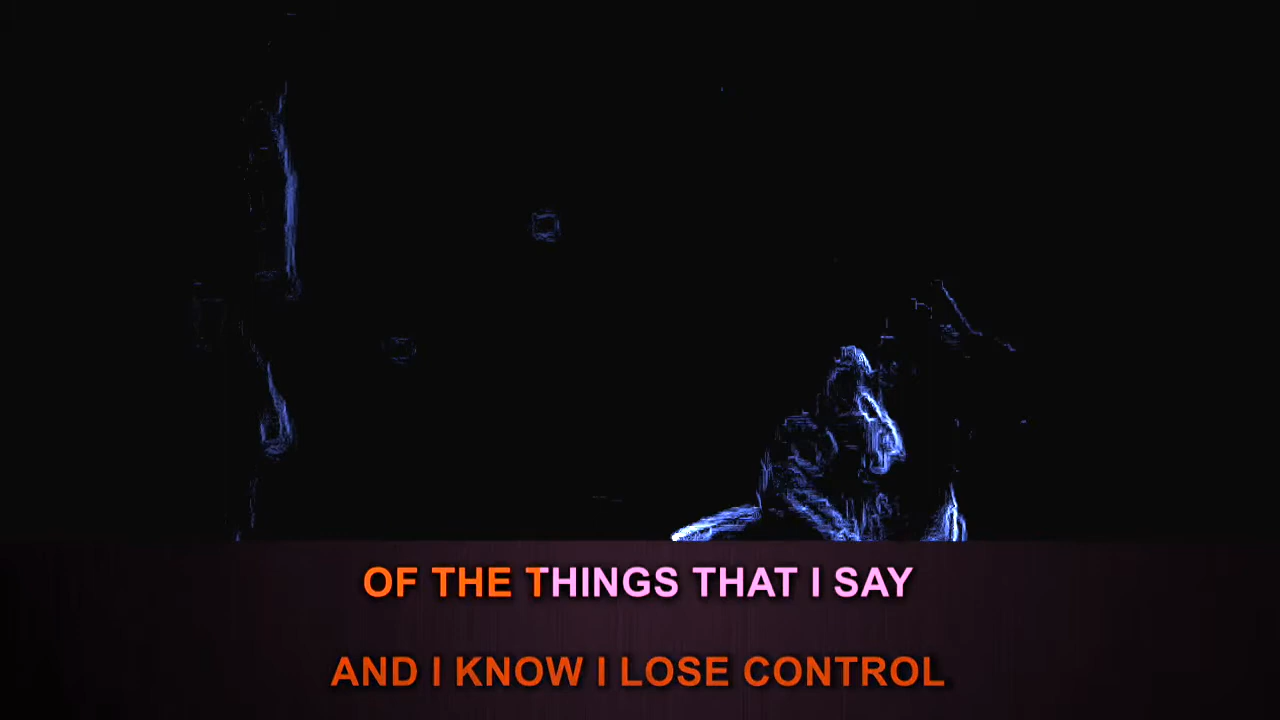 OF THE THINGS THAT I SAY
AND I KNOW I LOSE CONTROL